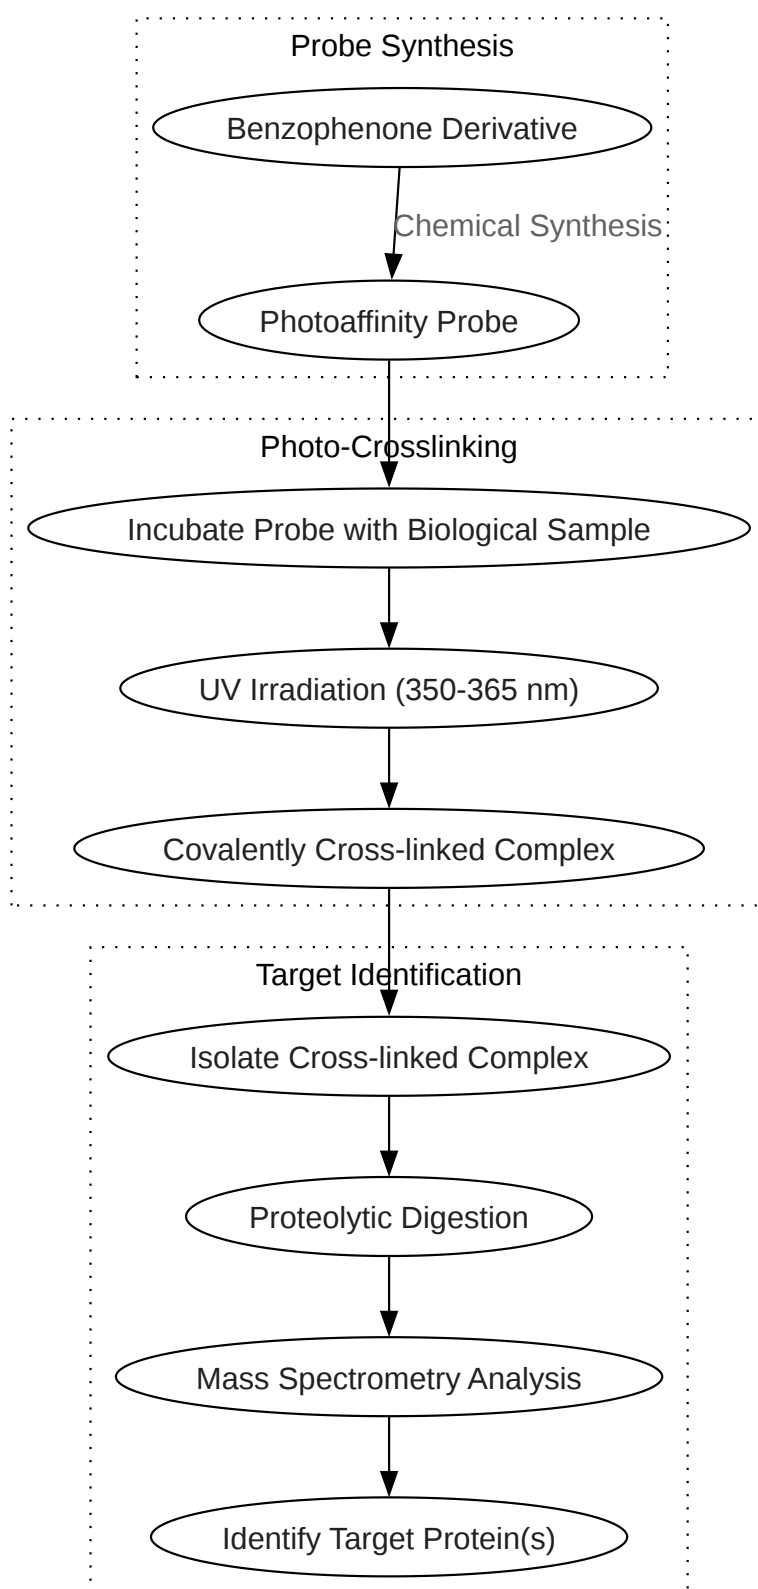 Probe Synthesis
Benzophenone Derivative
Chemical Synthesis
Photoaffinity Probe
Photo-Crosslinking
Incubate Probe with Biological Sample
UV Irradiation (350-365 nm)
Covalently Cross-linked Complex
Target Identification
Isolate Cross-linked Complex
Proteolytic Digestion
Mass Spectrometry Analysis
Identify Target Protein(s)